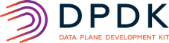 DPDK
DATA PLANE DEVELOPMENT KIT